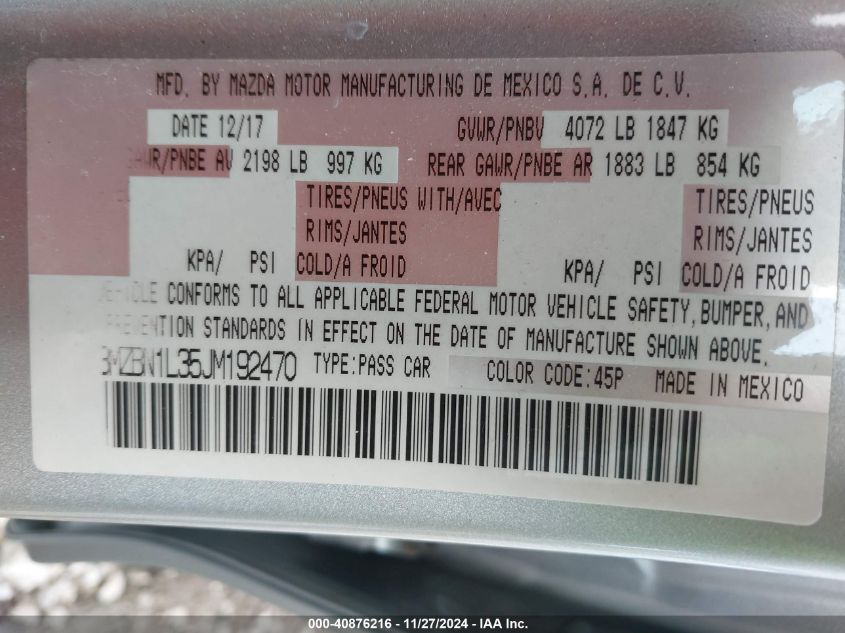 MFD. BY MAZDA MOTOR MANUFACTURING DE MEXICO S.A. DE C.V.
DATE 12/17 GVWR/PNBV 4072 LB 1847 KG
GAWR/PNBE AV 2198 LB 997 KG REAR GAWR/PNBE AR 1883 LB 854 KG
TIRES/PNEUS WITH/AVEC TIRES/PNEUS
RIMS/JANTES RIMS/JANTES
KPA/ PSI COLD/A FROID KPA/ PSI COLD/A FROID
VEHICLE CONFORMS TO ALL APPLICABLE FEDERAL MOTOR VEHICLE SAFETY, BUMPER, AND
PREVENTION STANDARDS IN EFFECT ON THE DATE OF MANUFACTURE SHOWN ABOVE.
3MZBN1L35JM192470 TYPE:PASS CAR COLOR CODE:45P MADE IN MEXICO
000-40876216 - 11/27/2024 - IAA Inc.